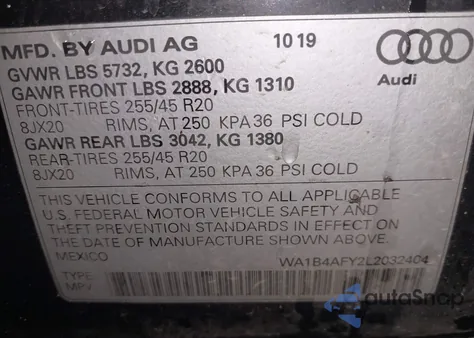 MFD. BY AUDI AG 10 19
GVWR LBS 5732, KG 2600
GAWR FRONT LBS 2888, KG 1310
FRONT-TIRES 255/45 R20
8JX20 RIMS, AT 250 KPA 36 PSI COLD
GAWR REAR LBS 3042, KG 1380
REAR-TIRES 255/45 R20
8JX20 RIMS, AT 250 KPA 36 PSI COLD
Audi
THIS VEHICLE CONFORMS TO ALL APPLICABLE
U.S. FEDERAL MOTOR VEHICLE SAFETY AND
THEFT PREVENTION STANDARDS IN EFFECT ON
THE DATE OF MANUFACTURE SHOWN ABOVE.
MEXICO WA1B4AFY2L2032404
TYPE
MPV
autoSnap